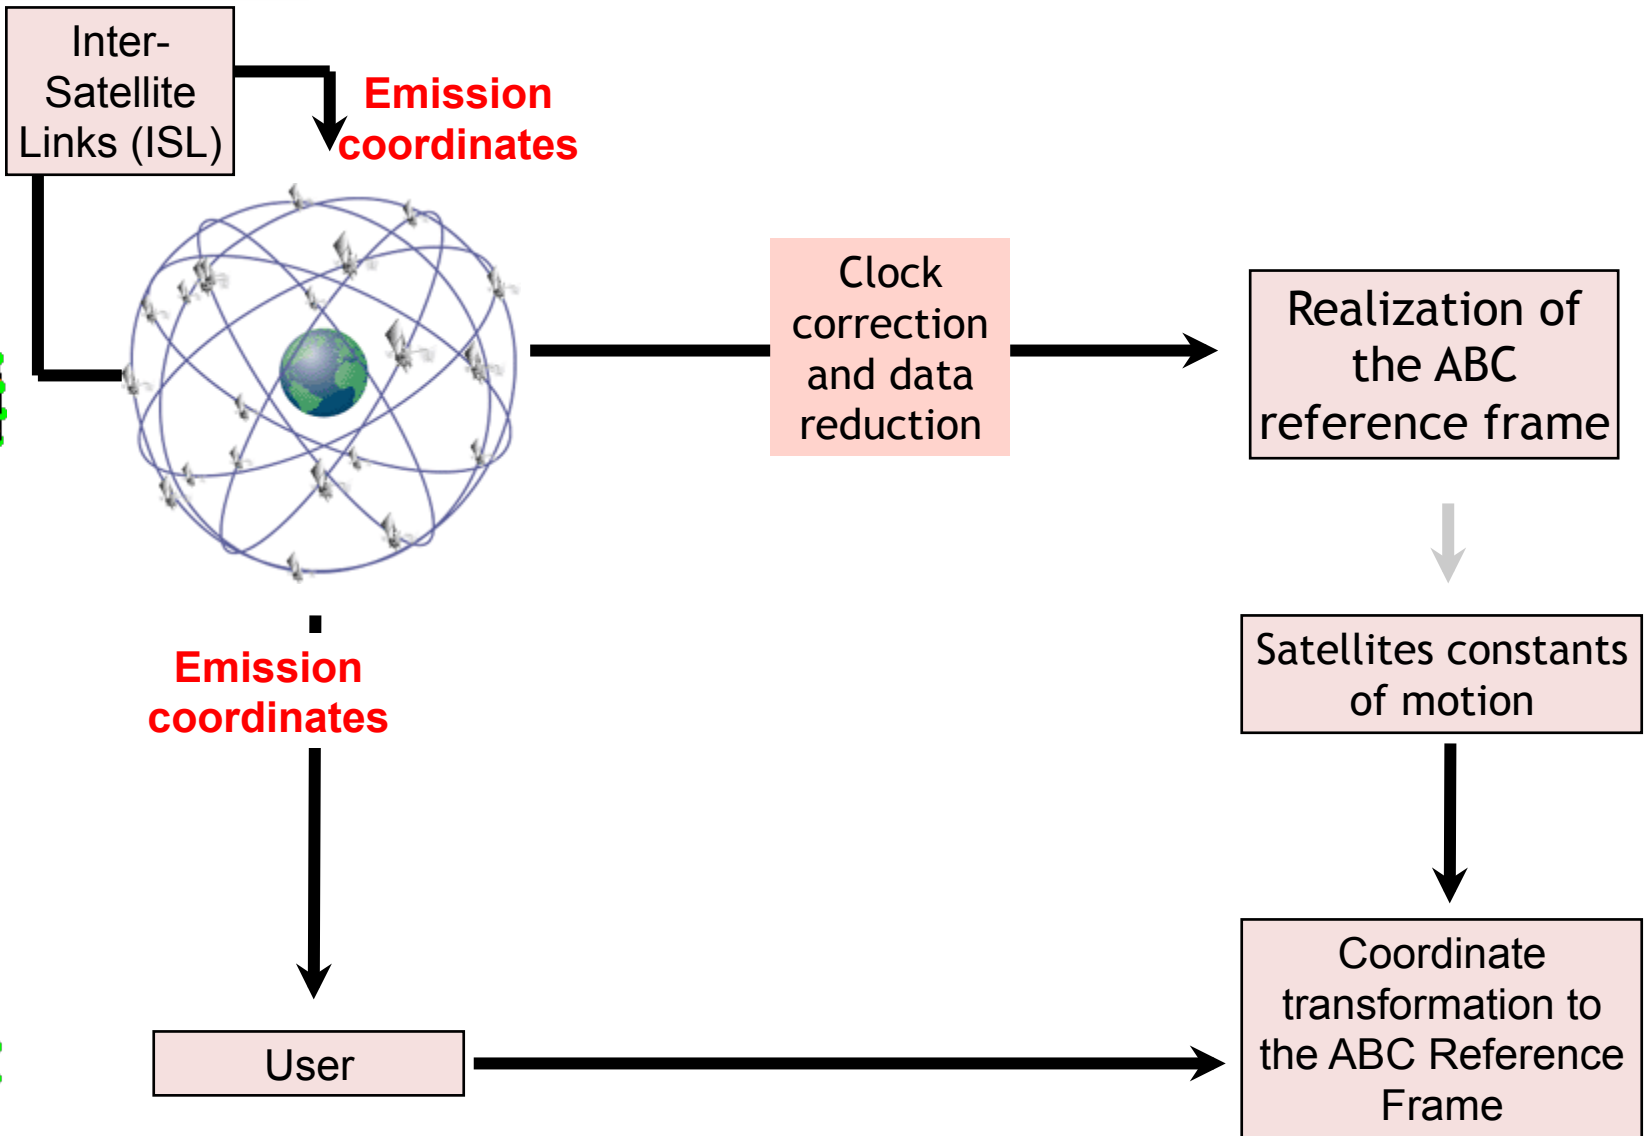 Inter-
Satellite
Links (ISL)
Emission
coordinates
Clock
correction
and data
reduction
Realization of
the ABC
reference frame
Satellites constants
of motion
Emission
coordinates
User
Coordinate
transformation to
the ABC Reference
Frame